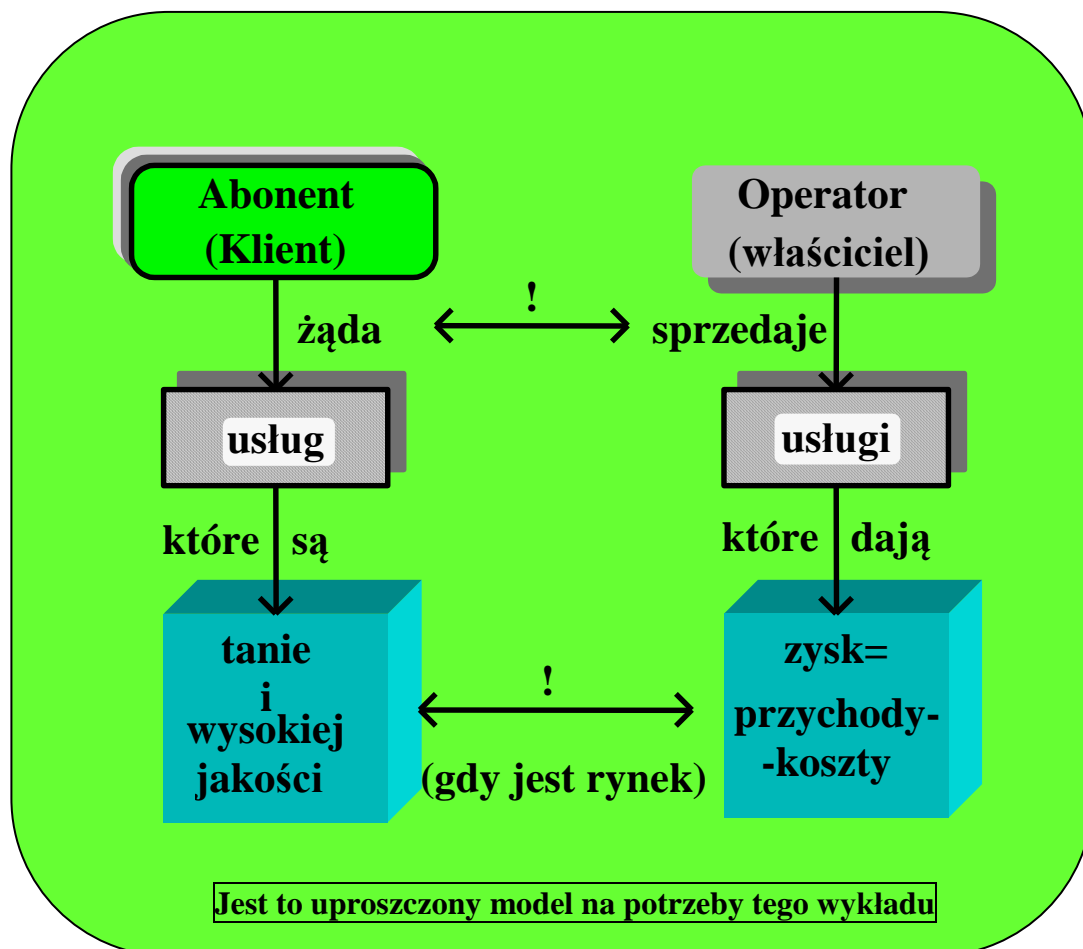 Abonent
(Klient)
Operator
(właściciel)
żąda
!
sprzedaje
usług
usługi
które są
które dają
tanie
i
wysokiej
jakości
!
(gdy jest rynek)
zysk=
przychody-
-koszty
Jest to uproszczony model na potrzeby tego wykładu